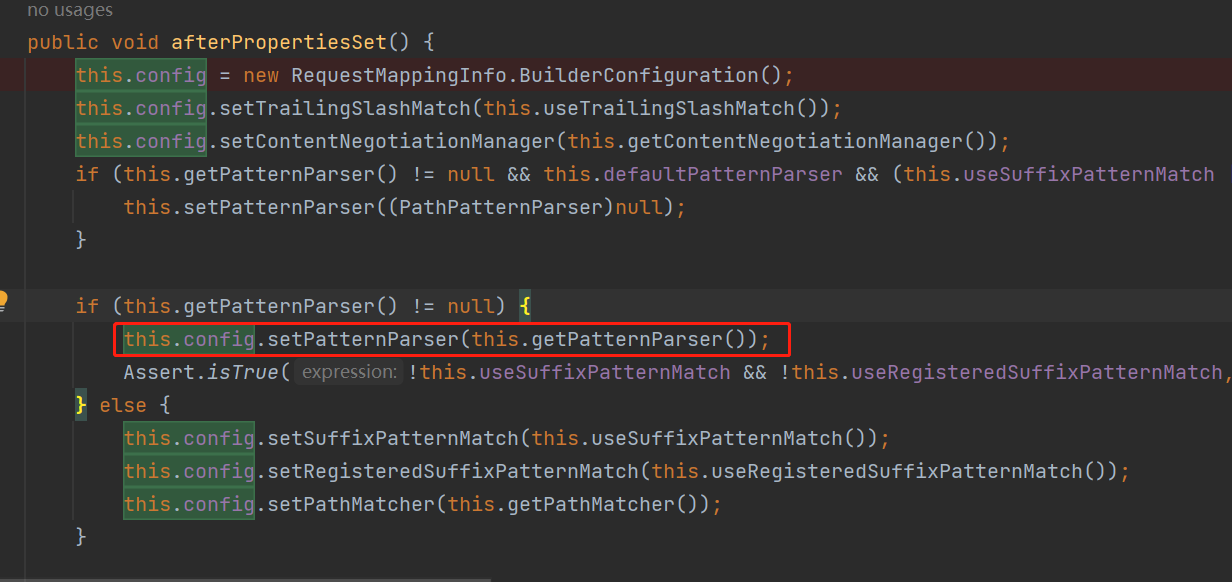 no usages
public void afterPropertiesSet() {
this.config = new RequestMappingInfo.BuilderConfiguration();
this.config.setTrailingSlashMatch(this.useTrailingSlashMatch());
this.config.setContentNegotiationManager(this.getContentNegotiationManager());
if (this.getPatternParser() != null && this.defaultPatternParser && (this.useSuffixPatternMatch
this.setPatternParser((PathPatternParser)null);
}
if (this.getPatternParser() != null) {
this.config.setPatternParser(this.getPatternParser());
Assert.isTrue( expression: !this.useSuffixPatternMatch && !this.useRegisteredSuffixPatternMatch,
} else {
this.config.setSuffixPatternMatch(this.useSuffixPatternMatch());
this.config.setRegisteredSuffixPatternMatch(this.useRegisteredSuffixPatternMatch());
this.config.setPathMatcher(this.getPathMatcher());
}